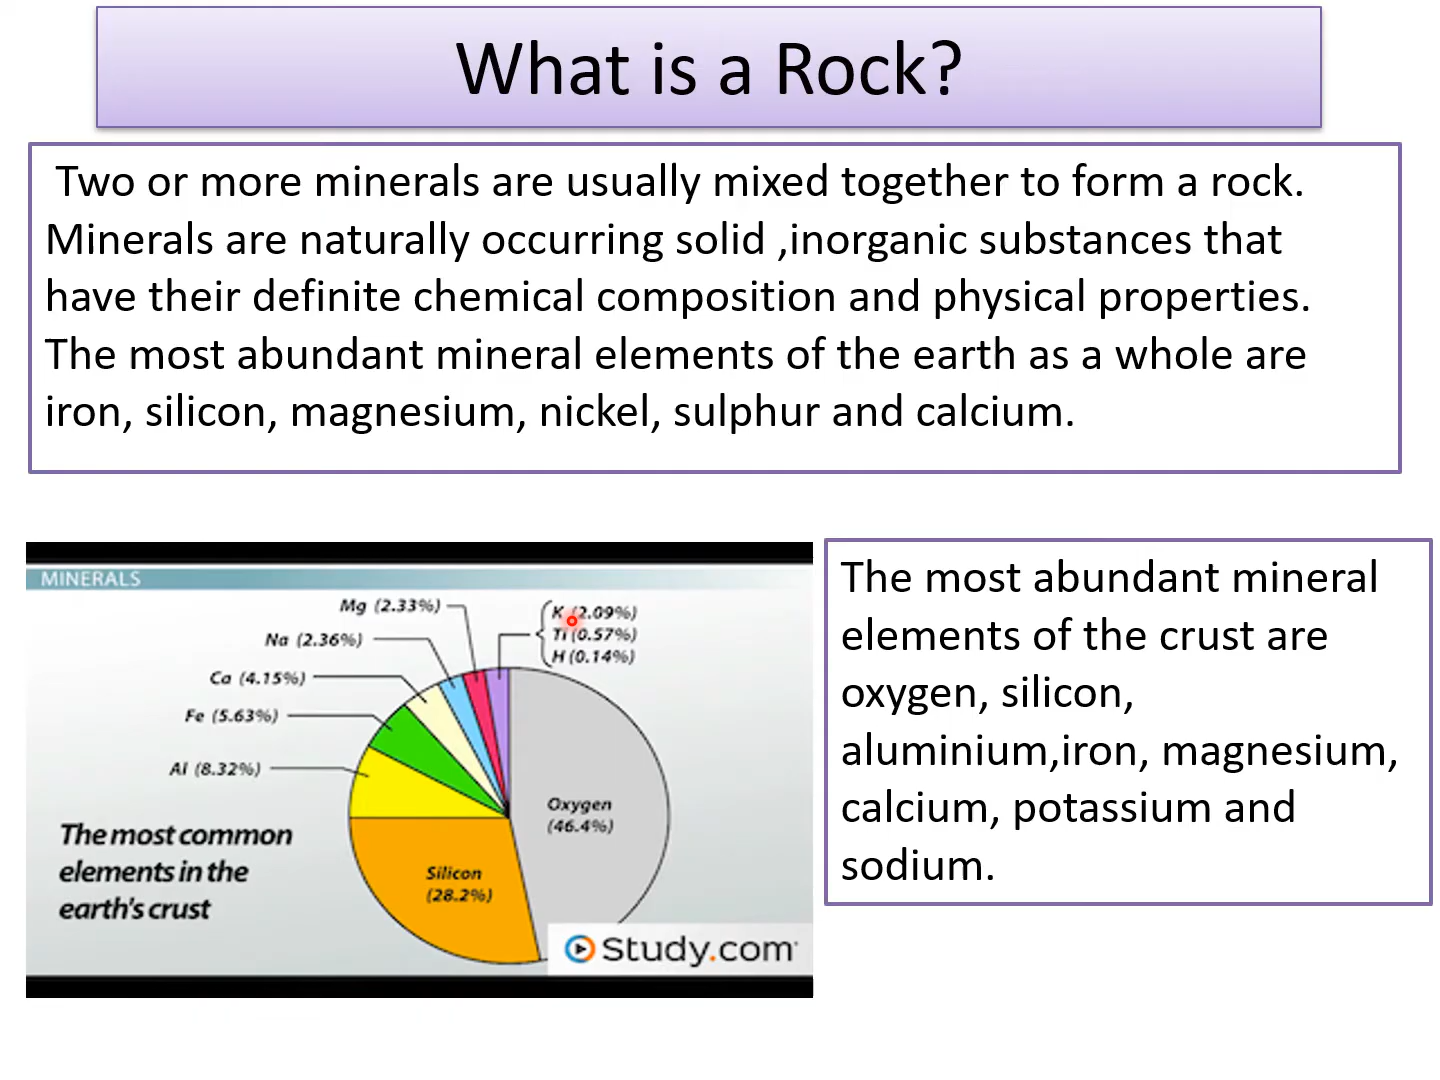 What is a Rock?
Two or more minerals are usually mixed together to form a rock.
Minerals are naturally occurring solid ,inorganic substances that
have their definite chemical composition and physical properties.
The most abundant mineral elements of the earth as a whole are
iron, silicon, magnesium, nickel, sulphur and calcium.
MINERALS
Mg (2.33%)
K (2.09%)
Na (2.36%)
Ti (0.57%)
H (0.14%)
Ca (4.15%)
Fe (5.63%)
Al (8.32%)
Oxygen
(46.4%)
Silicon
(28.2%)
The most common
elements in the
earth's crust
Study.com
The most abundant mineral
elements of the crust are
oxygen, silicon,
aluminium,iron, magnesium,
calcium, potassium and
sodium.